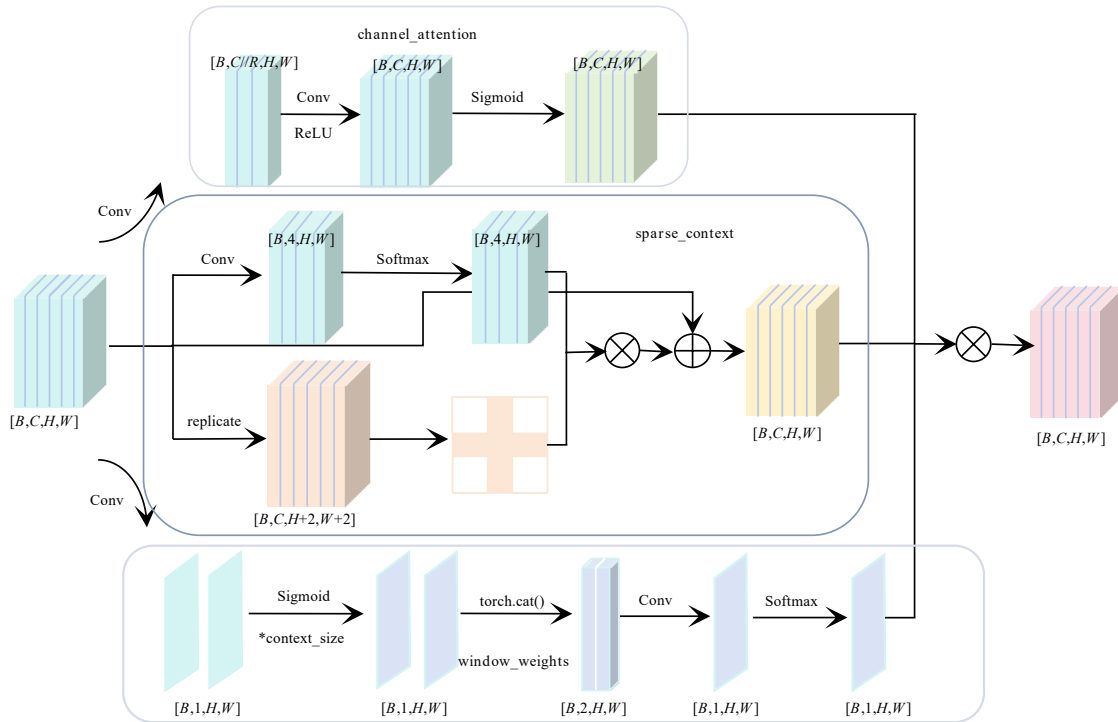 channel_attention
[B,C//R,H,W]
[B,C,H,W]
[B,C,H,W]
Conv
ReLU
Sigmoid
Conv
[B,4,H,W]
[B,4,H,W]
sparse_context
Conv
Softmax
[B,C,H,W]
replicate
[B,C,H,W]
[B,C,H,W]
Conv
[B,C,H+2,W+2]
Sigmoid
torch.cat()
Conv
Softmax
*context_size
window_weights
[B,1,H,W]
[B,1,H,W]
[B,2,H,W]
[B,1,H,W]
[B,1,H,W]